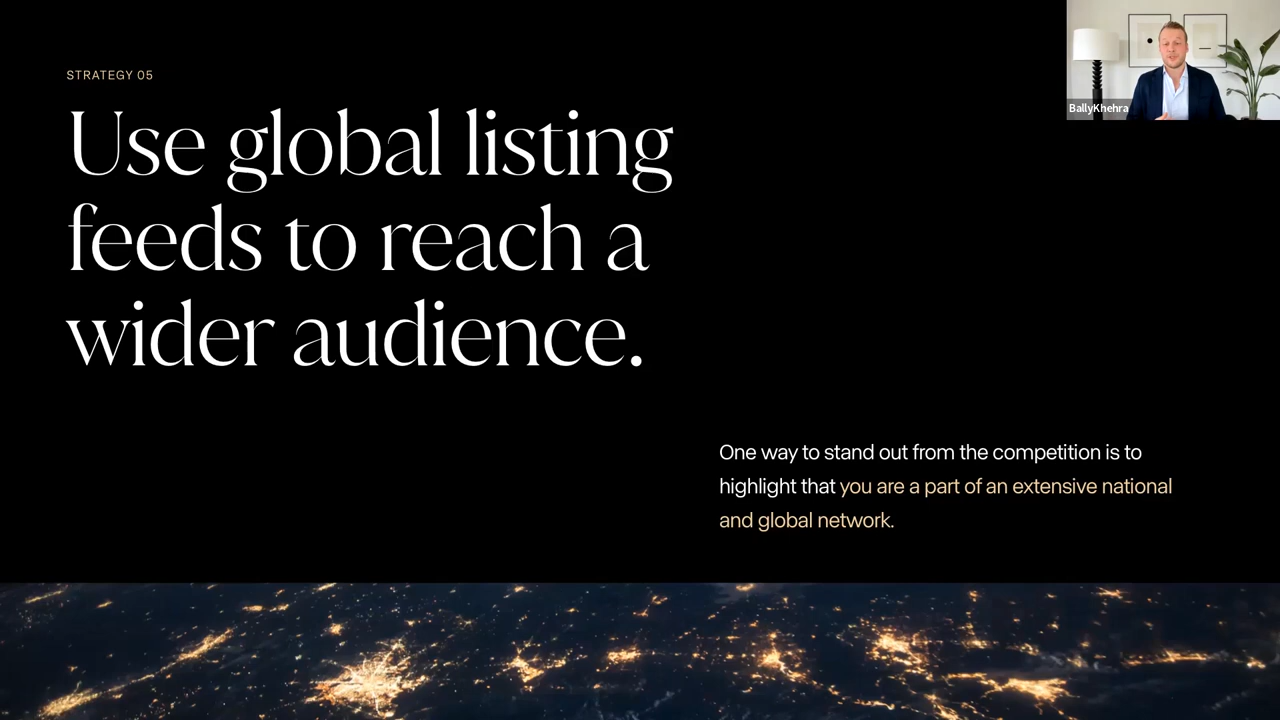 STRATEGY 05
Use global listing
feeds to reach a
wider audience.
One way to stand out from the competition is to
highlight that you are a part of an extensive national
and global network.
BallyKhehra